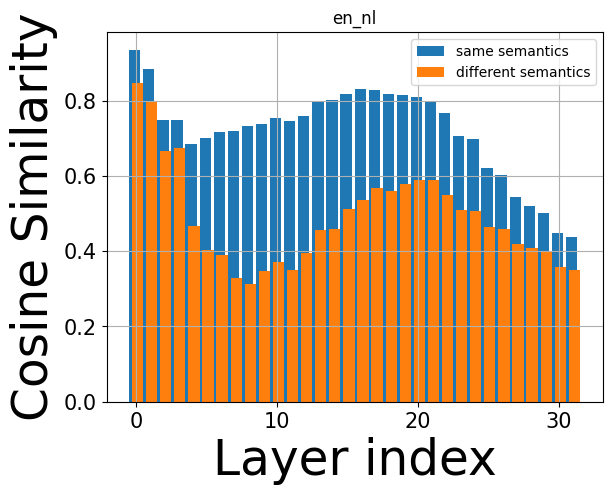 en_nl
same semantics
different semantics
Cosine Similarity
0.8
0.6
0.4
0.2
0.0
0
10
20
30
Layer index